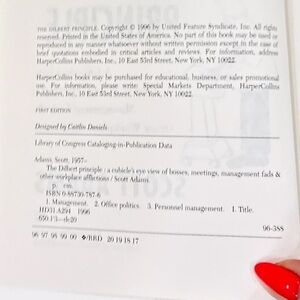 THE DILBERT PRINCIPLE. Copyright © 1996 by United Feature Syndicate, Inc. All rights reserved. Printed in the United States of America. No part of this book may be used or reproduced in any manner whatsoever without written permission except in the case of brief quotations embodied in critical articles and reviews. For information, address HarperCollins Publishers, Inc., 10 East 53rd Street, New York, NY 10022.
HarperCollins books may be purchased for educational, business, or sales promotional use. For information, please write: Special Markets Department, HarperCollins Publishers, Inc., 10 East 53rd Street, New York, NY 10022.
FIRST EDITION
Designed by Caitlin Daniels
Library of Congress Cataloging-in-Publication Data
Adams, Scott, 1957–
The Dilbert principle : a cubicle's eye view of bosses, meetings, management fads &
other workplace afflictions / Scott Adams.
p. cm.
ISBN 0-88730-787-6
1. Management. 2. Office politics. 3. Personnel management. I. Title.
HD31.A294 1996
650.1'3—dc20
96-388
96 97 98 99 00 ❖/RRD 20 19 18 17